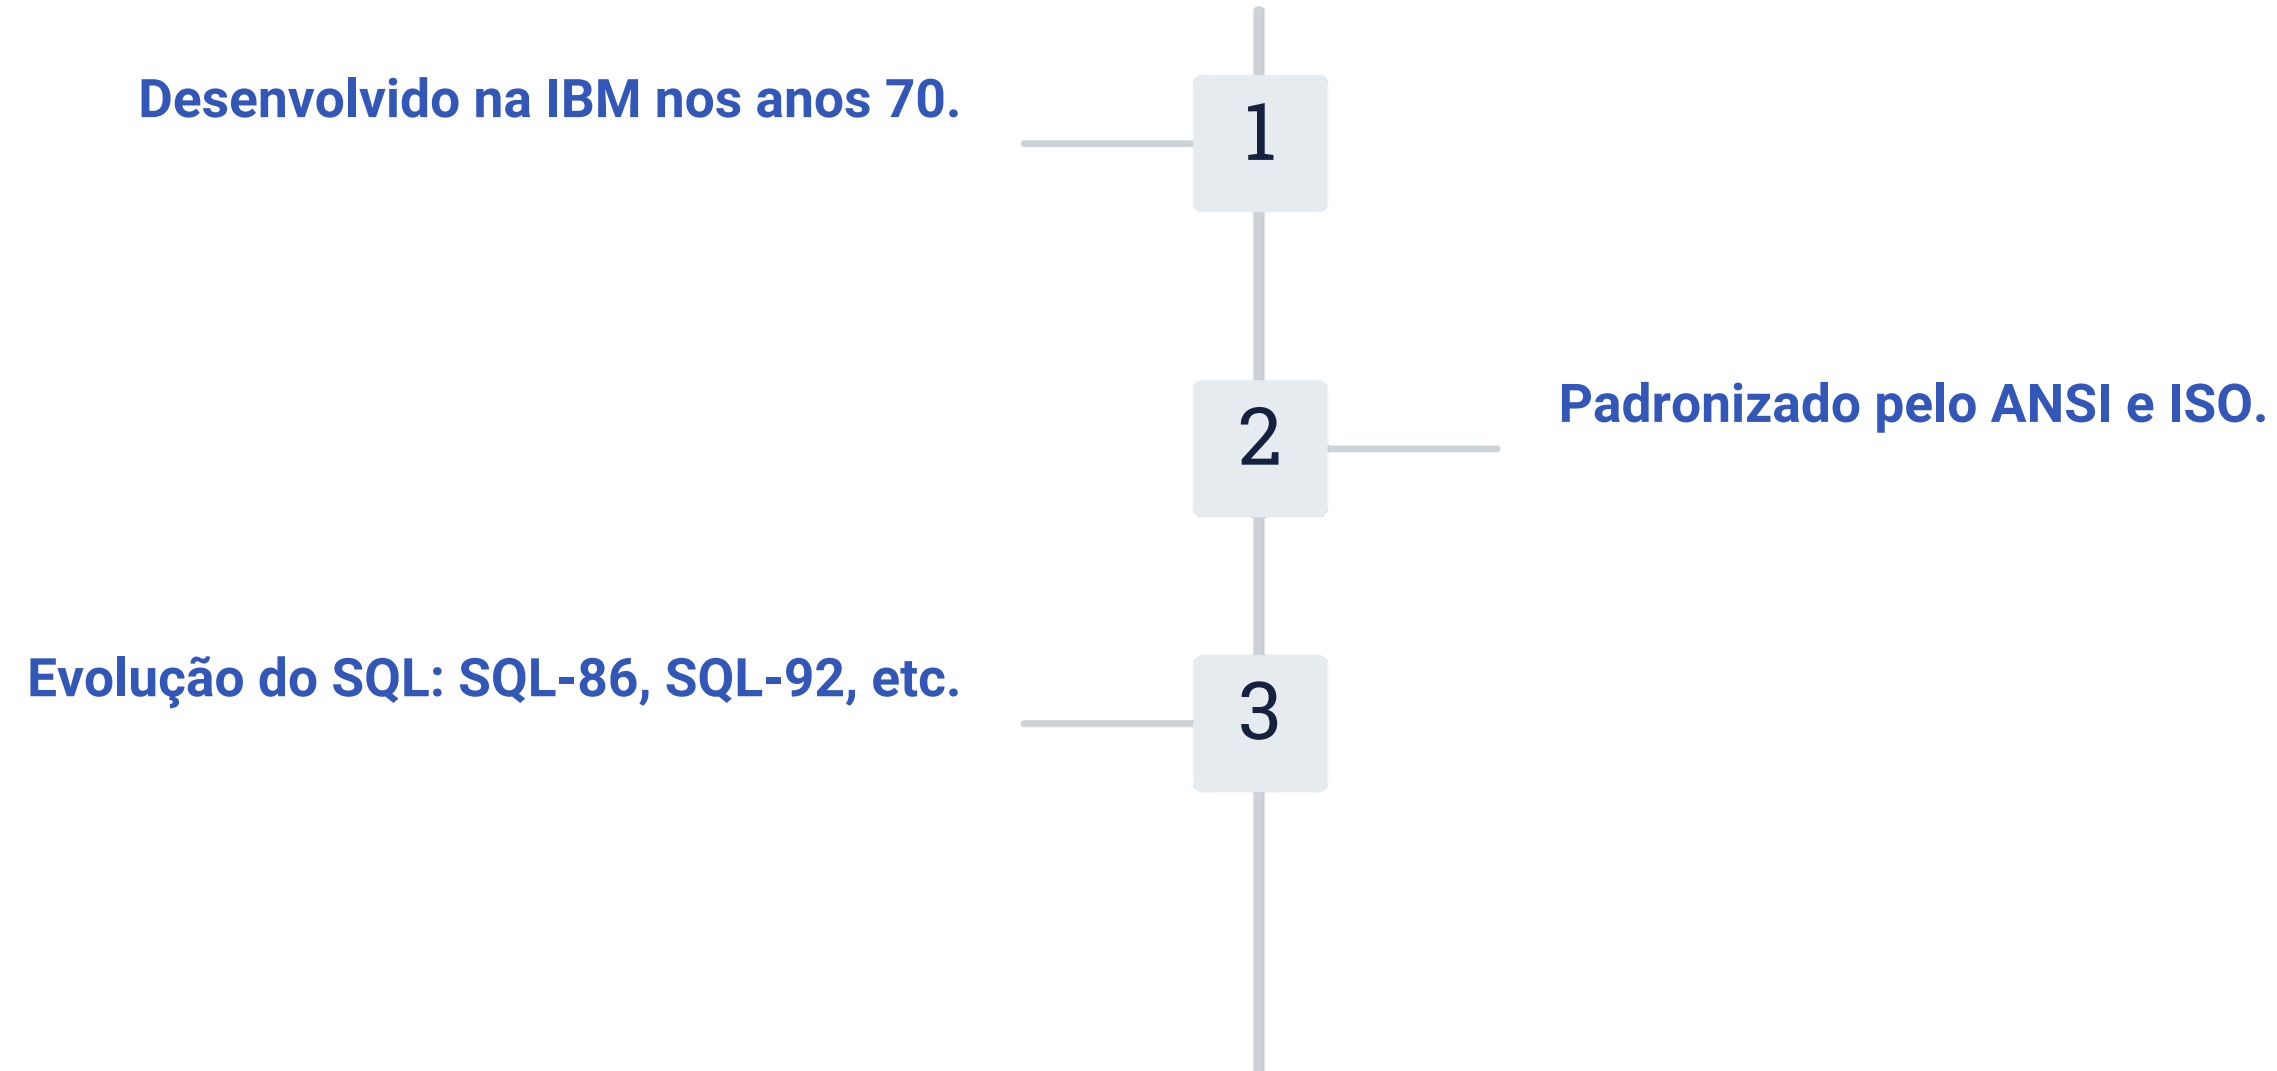 Desenvolvido na IBM nos anos 70.
1
2
Padronizado pelo ANSI e ISO.
Evolução do SQL: SQL-86, SQL-92, etc.
3